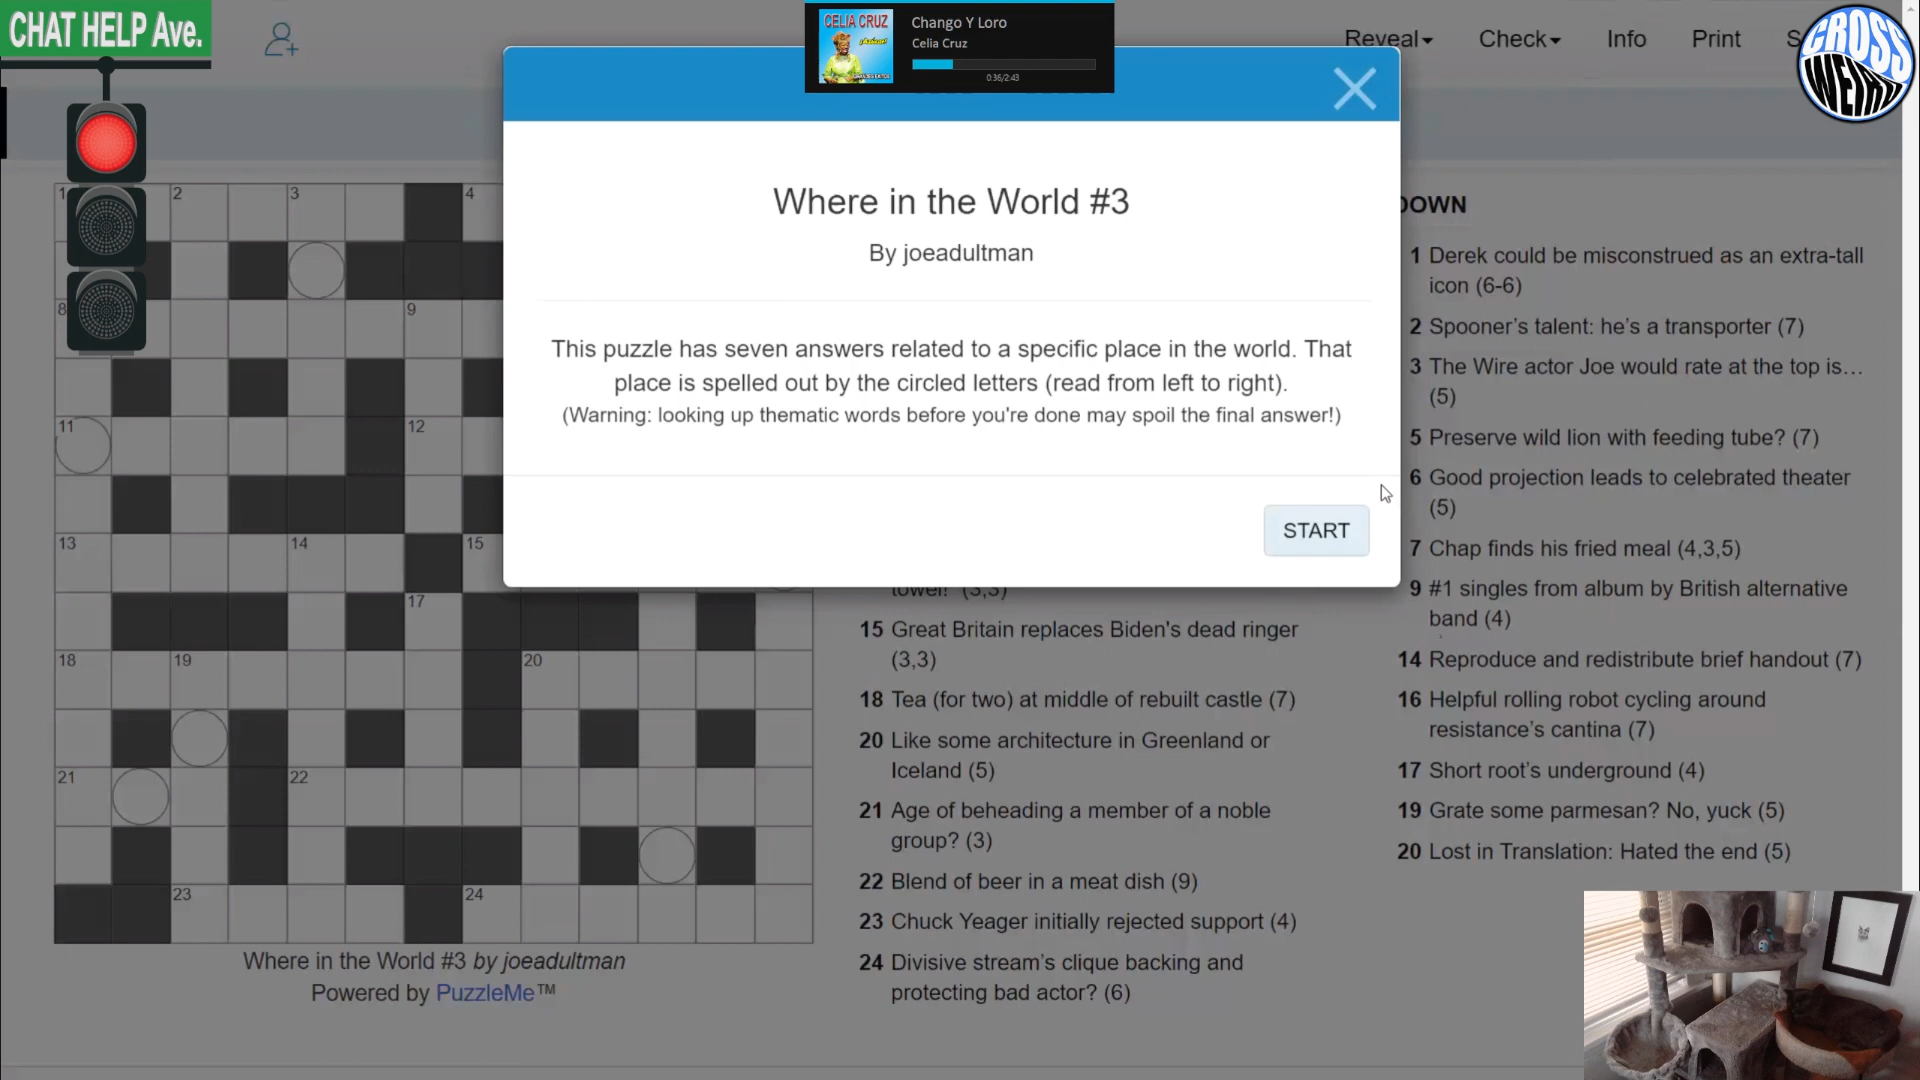 CHAT HELP Ave.
CELIA CRUZ
Chango Y Loro
Celia Cruz
0:36/2:43
Reveal
Check
Info
Print
S
CROSS
WEIRD
Where in the World #3
By joeadultman
This puzzle has seven answers related to a specific place in the world. That
place is spelled out by the circled letters (read from left to right).
(Warning: looking up thematic words before you're done may spoil the final answer!)
START
1
2
3
4
8
9
11
12
13
14
15
17
18
19
20
21
22
23
24
Where in the World #3 by joeadultman
Powered by PuzzleMe™
tower! (3,3)
15 Great Britain replaces Biden's dead ringer
(3,3)
18 Tea (for two) at middle of rebuilt castle (7)
20 Like some architecture in Greenland or
Iceland (5)
21 Age of beheading a member of a noble
group? (3)
22 Blend of beer in a meat dish (9)
23 Chuck Yeager initially rejected support (4)
24 Divisive stream's clique backing and
protecting bad actor? (6)
DOWN
1 Derek could be misconstrued as an extra-tall
icon (6-6)
2 Spooner's talent: he's a transporter (7)
3 The Wire actor Joe would rate at the top is...
(5)
5 Preserve wild lion with feeding tube? (7)
6 Good projection leads to celebrated theater
(5)
7 Chap finds his fried meal (4,3,5)
9 #1 singles from album by British alternative
band (4)
14 Reproduce and redistribute brief handout (7)
16 Helpful rolling robot cycling around
resistance's cantina (7)
17 Short root's underground (4)
19 Grate some parmesan? No, yuck (5)
20 Lost in Translation: Hated the end (5)